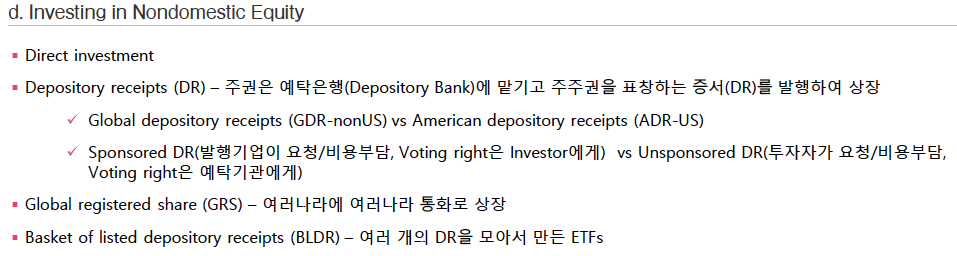 d. Investing in Nondomestic Equity
▪ Direct investment
▪ Depository receipts (DR) – 주권은 예탁은행(Depository Bank)에 맡기고 주주권을 표창하는 증서(DR)를 발행하여 상장
✓ Global depository receipts (GDR-nonUS) vs American depository receipts (ADR-US)
✓ Sponsored DR(발행기업이 요청/비용부담, Voting right은 Investor에게) vs Unsponsored DR(투자자가 요청/비용부담,
Voting right은 예탁기관에게)
▪ Global registered share (GRS) – 여러나라에 여러나라 통화로 상장
▪ Basket of listed depository receipts (BLDR) – 여러 개의 DR을 모아서 만든 ETFs